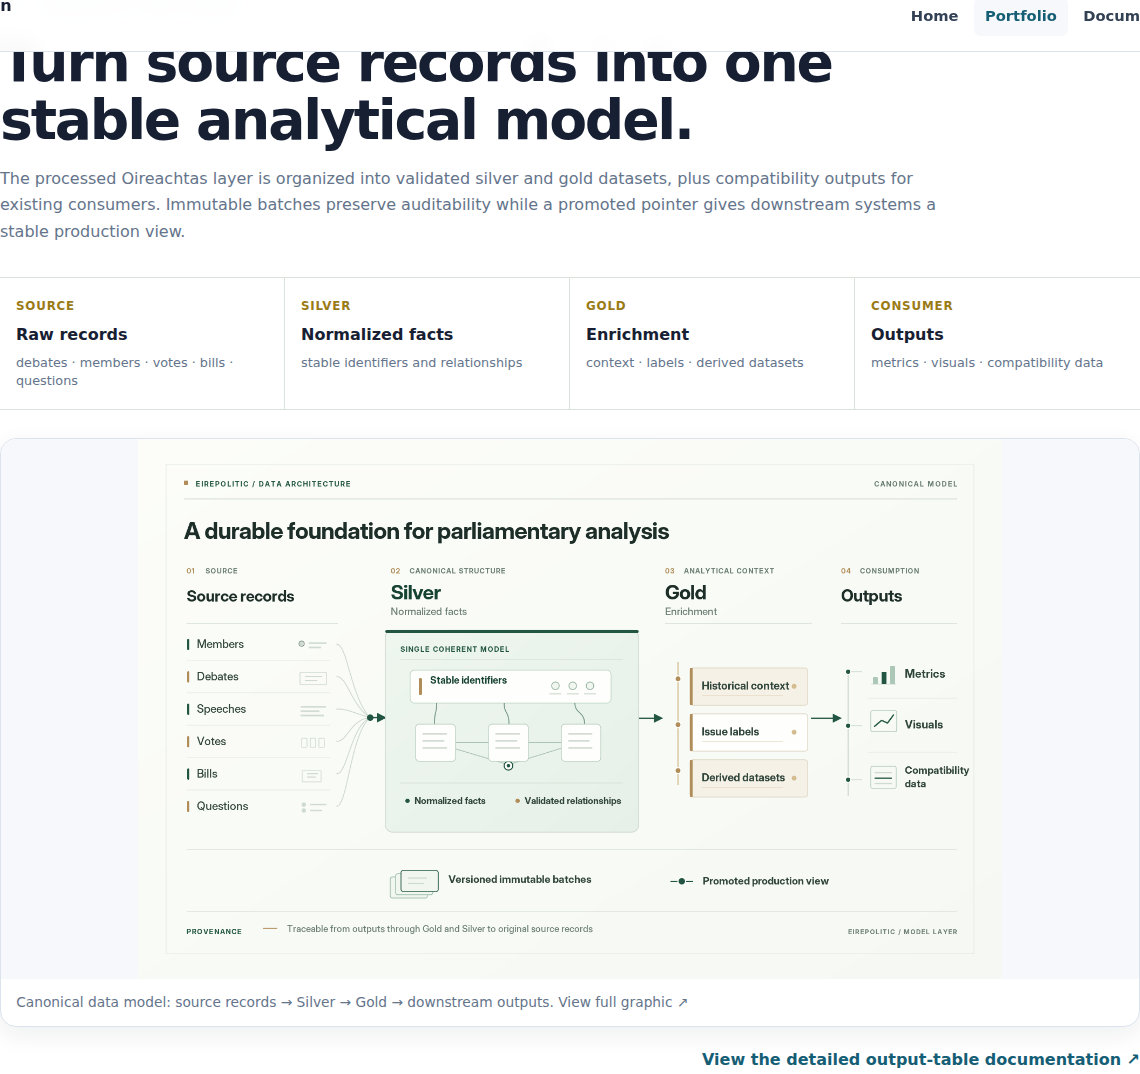 n
Home
Portfolio
Docum
Turn source records into one
stable analytical model.
The processed Oireachtas layer is organized into validated silver and gold datasets, plus compatibility outputs for
existing consumers. Immutable batches preserve auditability while a promoted pointer gives downstream systems a
stable production view.
SOURCE
Raw records
debates · members · votes · bills ·
questions
SILVER
Normalized facts
stable identifiers and relationships
GOLD
Enrichment
context · labels · derived datasets
CONSUMER
Outputs
metrics · visuals · compatibility data
EIREPOLITIC / DATA ARCHITECTURE
CANONICAL MODEL
A durable foundation for parliamentary analysis
01 SOURCE
Source records
Members
Debates
Speeches
Votes
Bills
Questions
02 CANONICAL STRUCTURE
Silver
Normalized facts
SINGLE COHERENT MODEL
Stable identifiers
Normalized facts
Validated relationships
03 ANALYTICAL CONTEXT
Gold
Enrichment
Historical context
Issue labels
Derived datasets
04 CONSUMPTION
Outputs
Metrics
Visuals
Compatibility
data
Versioned immutable batches
Promoted production view
PROVENANCE
Traceable from outputs through Gold and Silver to original source records
EIREPOLITIC / MODEL LAYER
Canonical data model: source records → Silver → Gold → downstream outputs. View full graphic ↗
View the detailed output-table documentation ↗